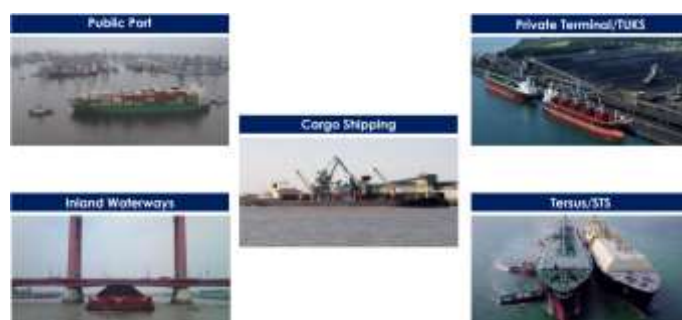 Public Port
Private Terminal/TUKS
Cargo Shipping
Inland Waterways
Tersus/STS